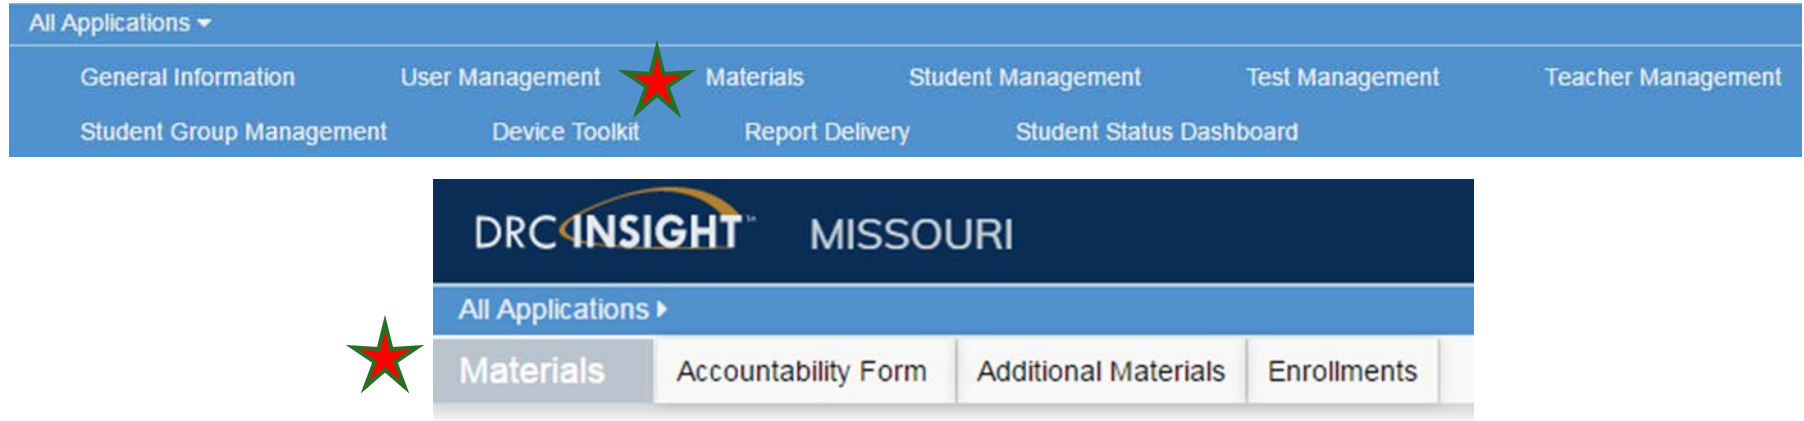 All Applications
General Information User Management Materials Student Management Test Management Teacher Management
Student Group Management Device Toolkit Report Delivery Student Status Dashboard
DRC INSIGHT SM MISSOURI
All Applications
Materials Accountability Form Additional Materials Enrollments